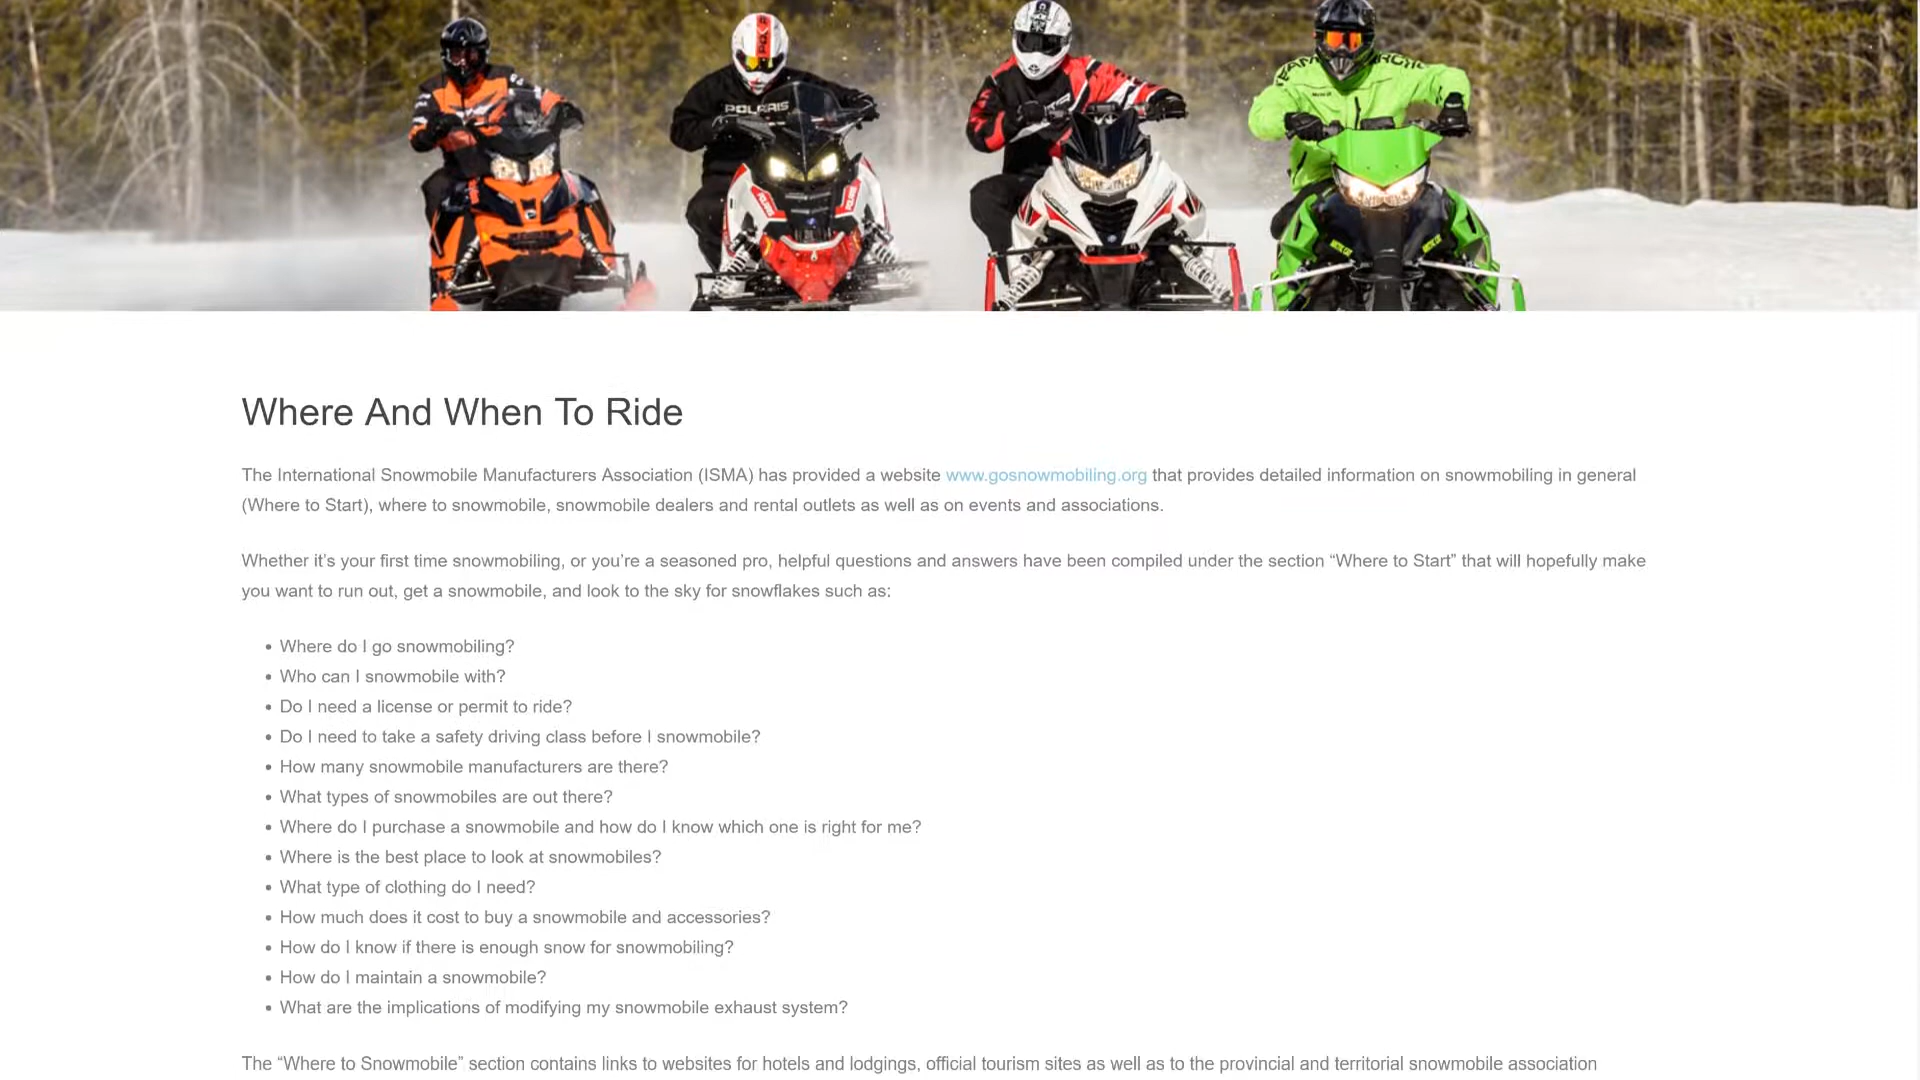 POLARIS
TEAM ARCTIC
Where And When To Ride
The International Snowmobile Manufacturers Association (ISMA) has provided a website www.gosnowmobiling.org that provides detailed information on snowmobiling in general
(Where to Start), where to snowmobile, snowmobile dealers and rental outlets as well as on events and associations.
Whether it’s your first time snowmobiling, or you’re a seasoned pro, helpful questions and answers have been compiled under the section “Where to Start” that will hopefully make
you want to run out, get a snowmobile, and look to the sky for snowflakes such as:
• Where do I go snowmobiling?
• Who can I snowmobile with?
• Do I need a license or permit to ride?
• Do I need to take a safety driving class before I snowmobile?
• How many snowmobile manufacturers are there?
• What types of snowmobiles are out there?
• Where do I purchase a snowmobile and how do I know which one is right for me?
• Where is the best place to look at snowmobiles?
• What type of clothing do I need?
• How much does it cost to buy a snowmobile and accessories?
• How do I know if there is enough snow for snowmobiling?
• How do I maintain a snowmobile?
• What are the implications of modifying my snowmobile exhaust system?
The “Where to Snowmobile” section contains links to websites for hotels and lodgings, official tourism sites as well as to the provincial and territorial snowmobile association